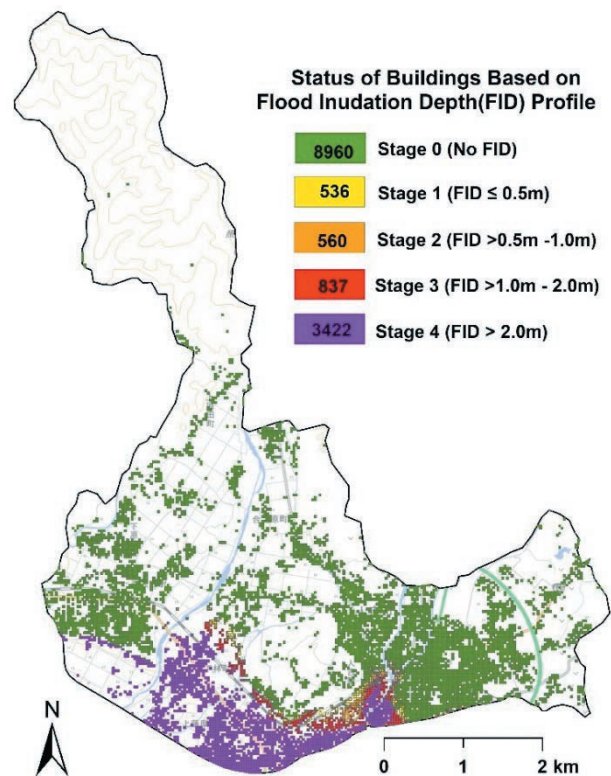 Status of Buildings Based on
Flood Inudation Depth(FID) Profile
8960 Stage 0 (No FID)
536 Stage 1 (FID ≤ 0.5m)
560 Stage 2 (FID >0.5m -1.0m)
837 Stage 3 (FID >1.0m - 2.0m)
3422 Stage 4 (FID > 2.0m)
N
0 1 2 km